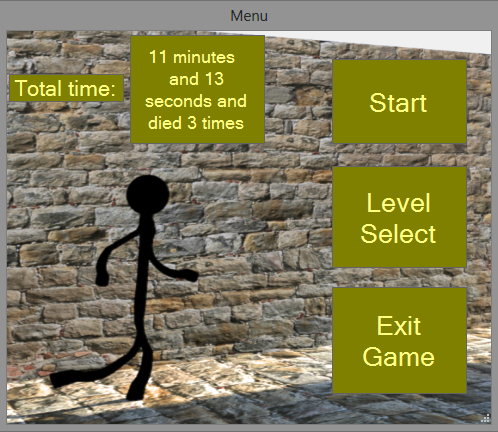 Menu
Total time:
11 minutes
and 13
seconds and
died 3 times
Start
Level
Select
Exit
Game